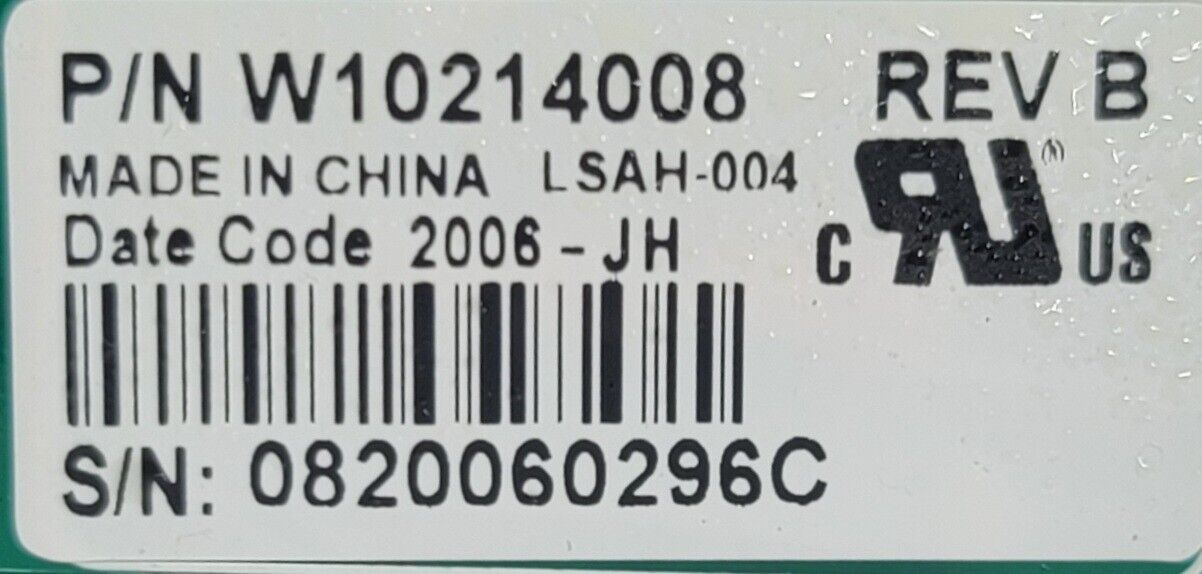 P/N W10214008 REV B
MADE IN CHINA LSAH-004
Date Code 2006 - JH
C US
S/N: 0820060296C